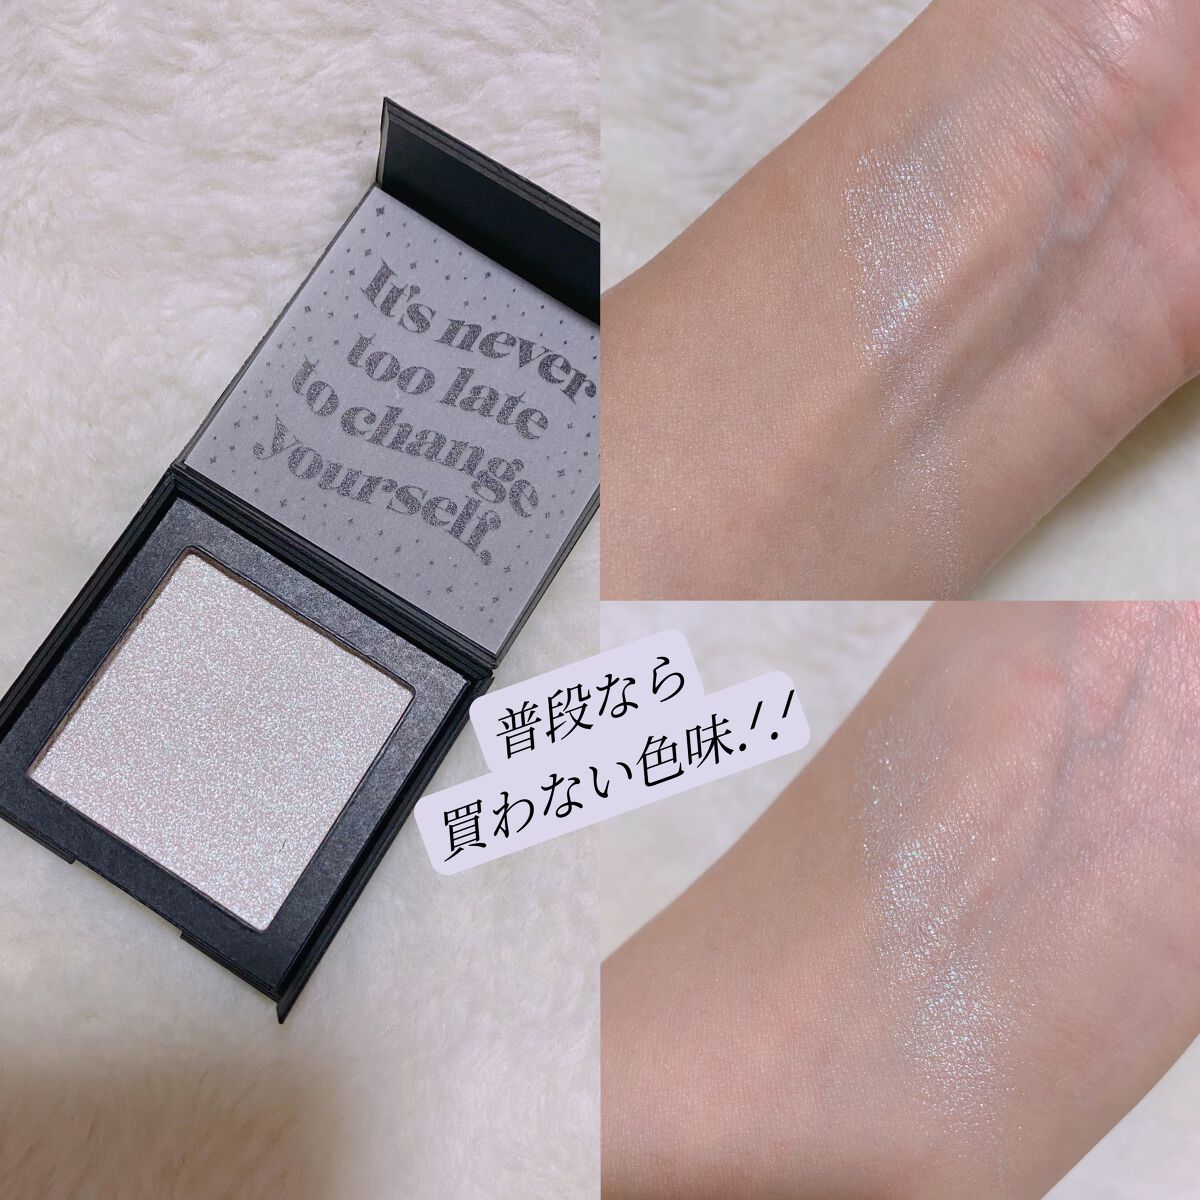 It's never
too late
to change
yourself.
普段なら
買わない色味!!